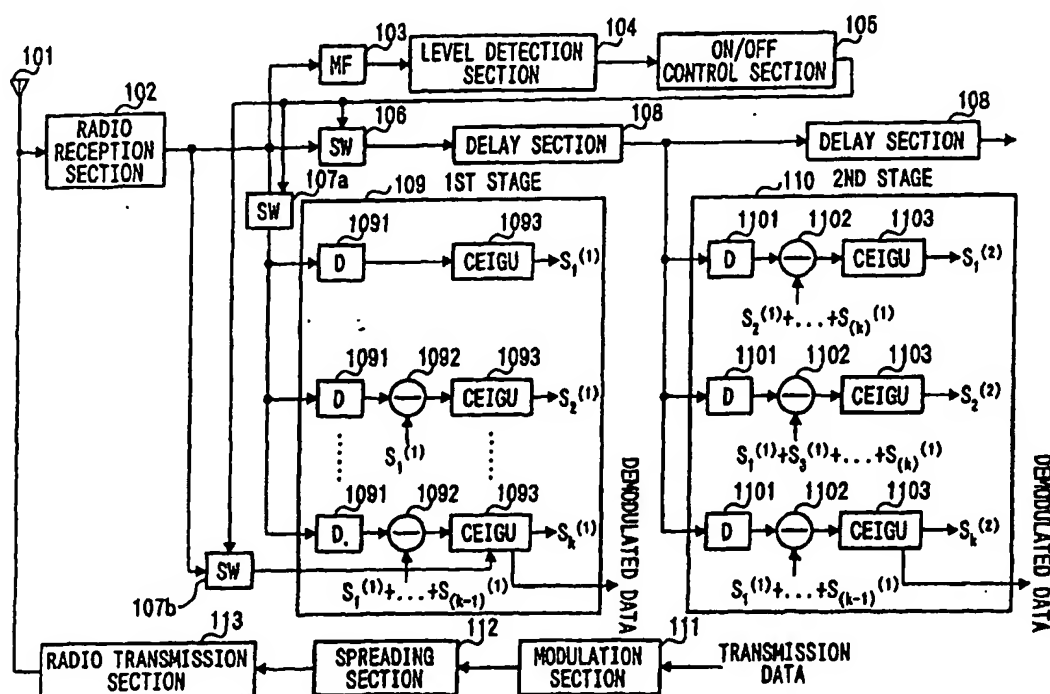 101
102
RADIO
RECEPTION
SECTION
103
MF
104
LEVEL DETECTION
SECTION
105
ON/OFF
CONTROL SECTION
106
SW
108
DELAY SECTION
108
DELAY SECTION
107a
SW
109
1ST STAGE
1091
D
1093
CEIGU
S1(1)
1091
D
1092
1093
CEIGU
S2(1)
S1(1)
1091
D.
1092
1093
CEIGU
Sk(1)
S1(1)+...+S(k-1)(1)
DEMODULATED DATA
SW
107b
110
2ND STAGE
1101
D
1102
1103
CEIGU
S1(2)
S2(1)+...+S(k)(1)
1101
D
1102
1103
CEIGU
S2(2)
S1(1)+S3(1)+...+S(k)(1)
1101
D
1102
1103
CEIGU
Sk(2)
S1(1)+...+S(k-1)(1)
DEMODULATED DATA
113
RADIO TRANSMISSION
SECTION
112
SPREADING
SECTION
111
MODULATION
SECTION
TRANSMISSION
DATA